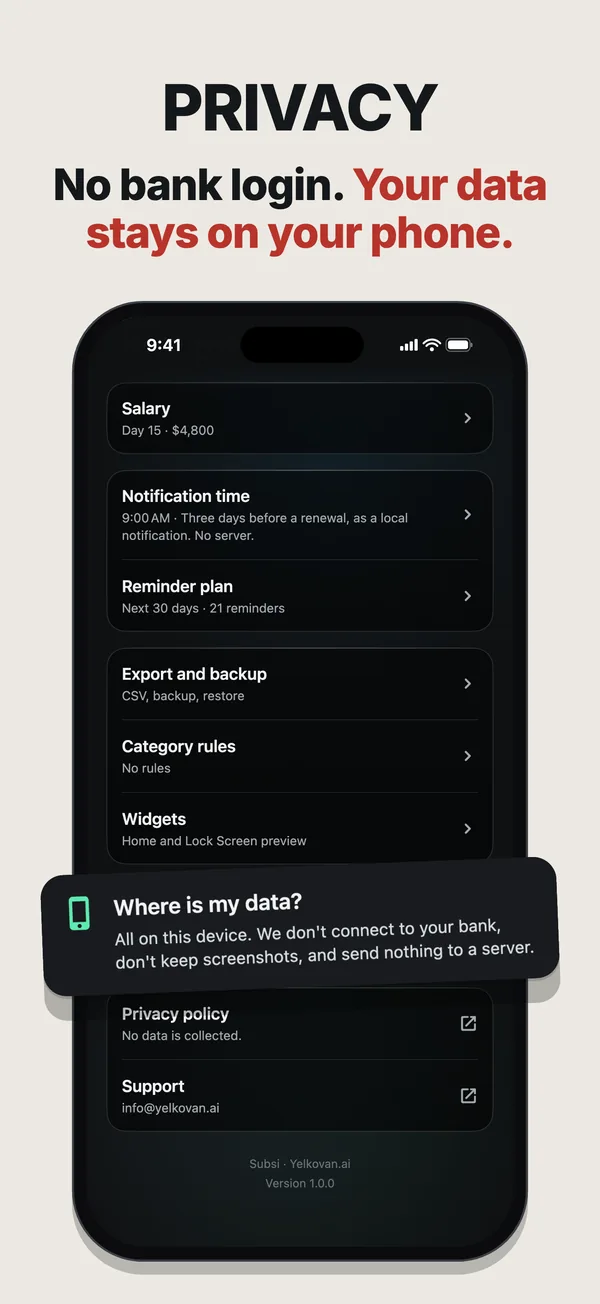 PRIVACY
No bank login. Your data
stays on your phone.
9:41
Salary
Day 15 · $4,800
Notification time
9:00 AM · Three days before a renewal, as a local
notification. No server.
Reminder plan
Next 30 days · 21 reminders
Export and backup
CSV, backup, restore
Category rules
No rules
Widgets
Home and Lock Screen preview
Where is my data?
All on this device. We don't connect to your bank,
don't keep screenshots, and send nothing to a server.
Privacy policy
No data is collected.
Support
info@yelkovan.ai
Subsi · Yelkovan.ai
Version 1.0.0